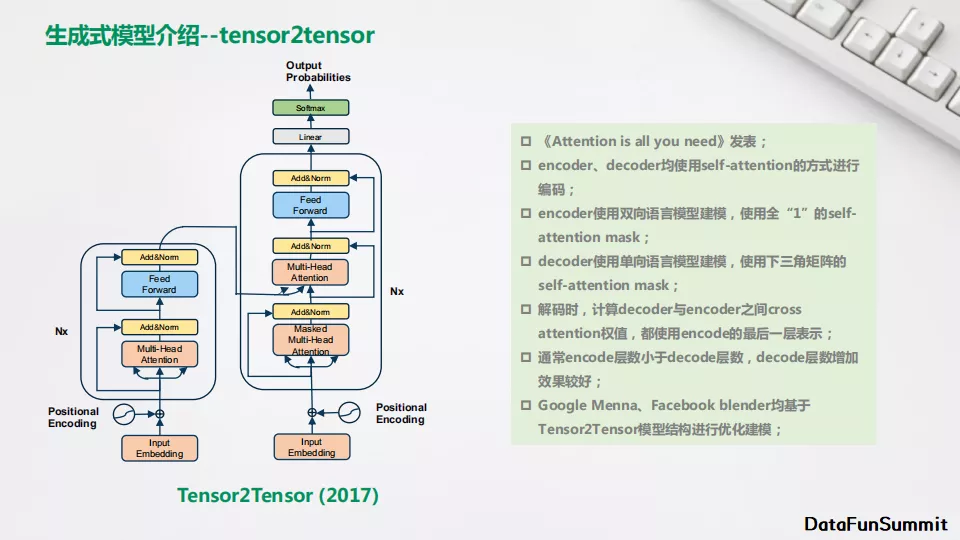 生成式模型介绍--tensor2tensor
Output
Probabilities
Softmax
Linear
Add&Norm
Feed
Forward
Add&Norm
Multi-Head
Attention
Add&Norm
Masked
Multi-Head
Attention
Nx
Positional
Encoding
Input
Embedding
Add&Norm
Feed
Forward
Add&Norm
Multi-Head
Attention
Nx
Positional
Encoding
Input
Embedding
Tensor2Tensor (2017)
《Attention is all you need》发表；
encoder、decoder均使用self-attention的方式进行
编码；
encoder使用双向语言模型建模，使用全“1”的self-
attention mask；
decoder使用单向语言模型建模，使用下三角矩阵的
self-attention mask；
解码时，计算decoder与encoder之间cross
attention权值，都使用encode的最后一层表示；
通常encode层数小于decode层数，decode层数增加
效果较好；
Google Menna、Facebook blender均基于
Tensor2Tensor模型结构进行优化建模；
DataFunSummit